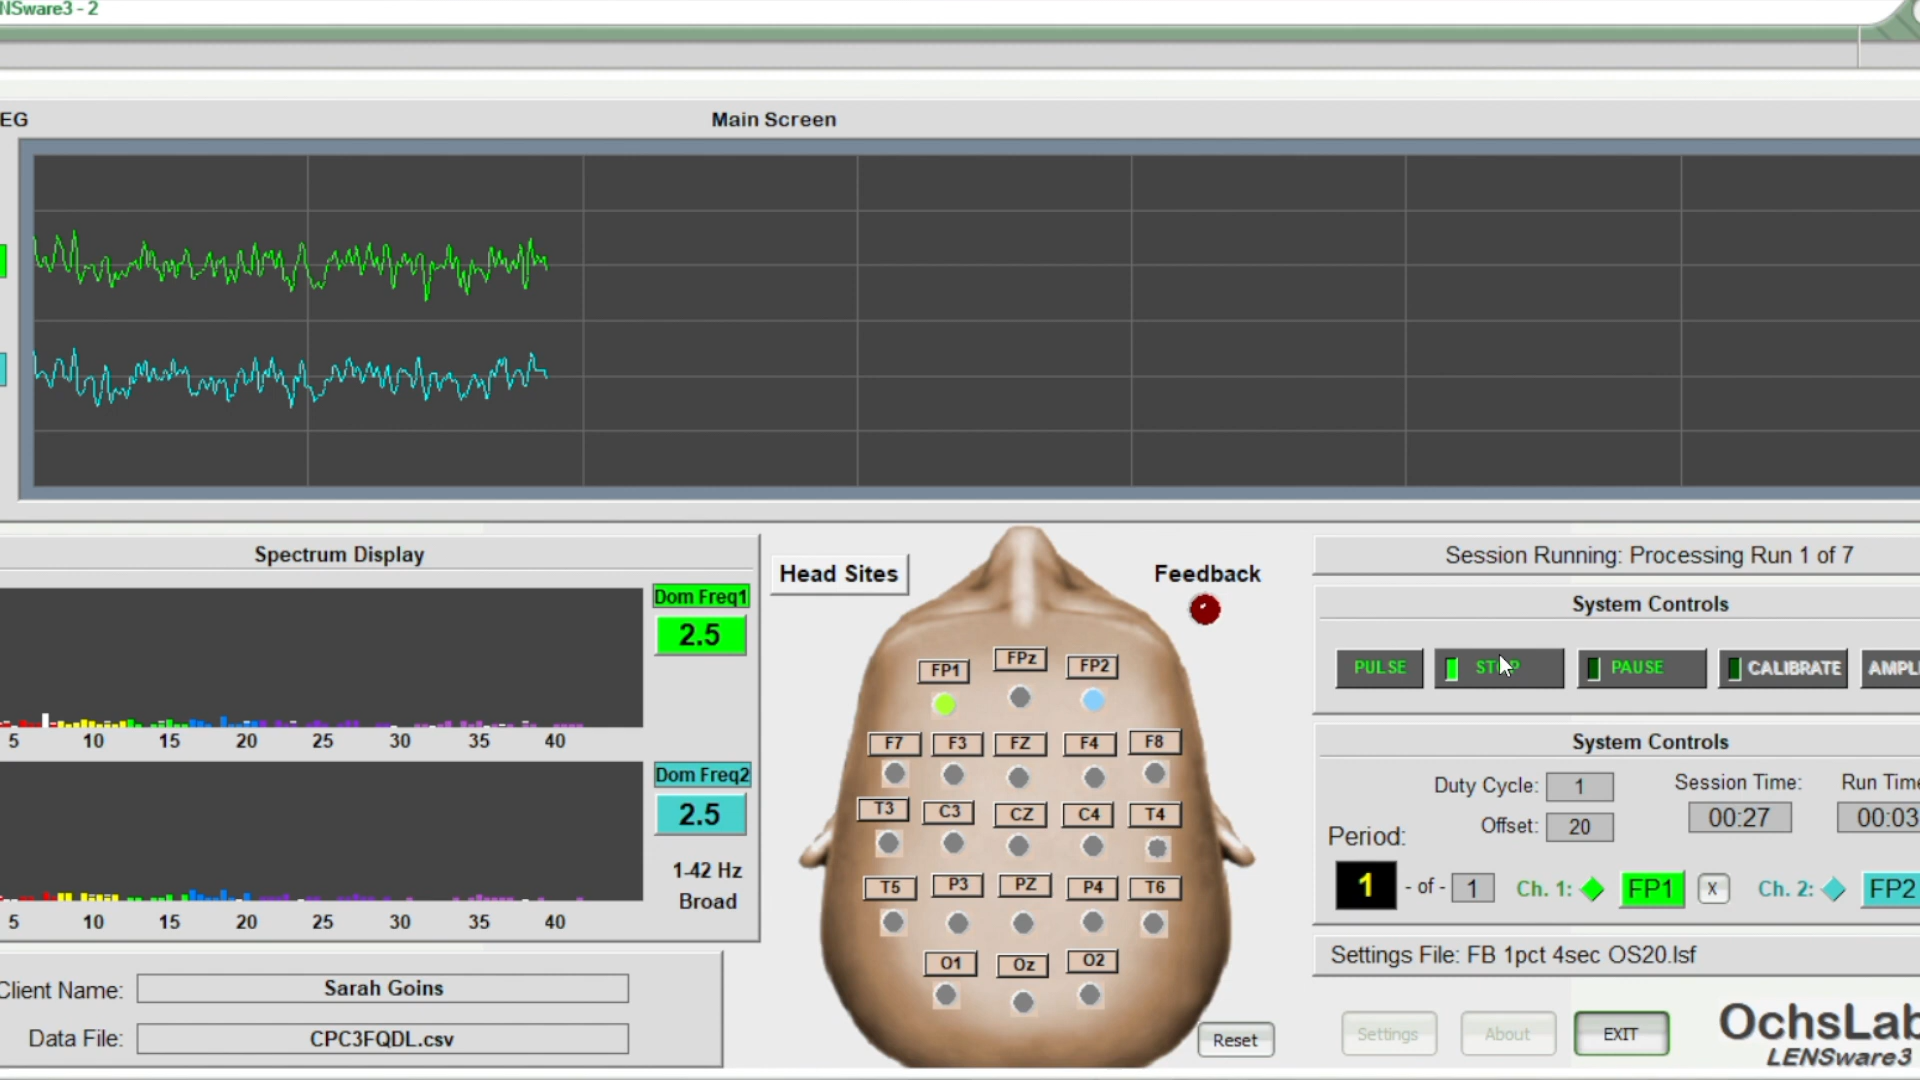 NSware3 - 2
EG
Main Screen
Spectrum Display
Dom Freq1
2.5
5 10 15 20 25 30 35 40
Dom Freq2
2.5
1-42 Hz
Broad
5 10 15 20 25 30 35 40
Client Name: Sarah Goins
Data File: CPC3FQDL.csv
Head Sites
Feedback
FP1 FPz FP2
F7 F3 FZ F4 F8
T3 C3 CZ C4 T4
T5 P3 PZ P4 T6
O1 Oz O2
Reset
Session Running: Processing Run 1 of 7
System Controls
PULSE STOP PAUSE CALIBRATE AMPL
System Controls
Duty Cycle: 1
Offset: 20
Session Time: Run Time
00:27 00:03
Period:
1 - of - 1 Ch. 1: FP1 X Ch. 2: FP2
Settings File: FB 1pct 4sec OS20.lsf
Settings About EXIT
OchsLab
LENSware3